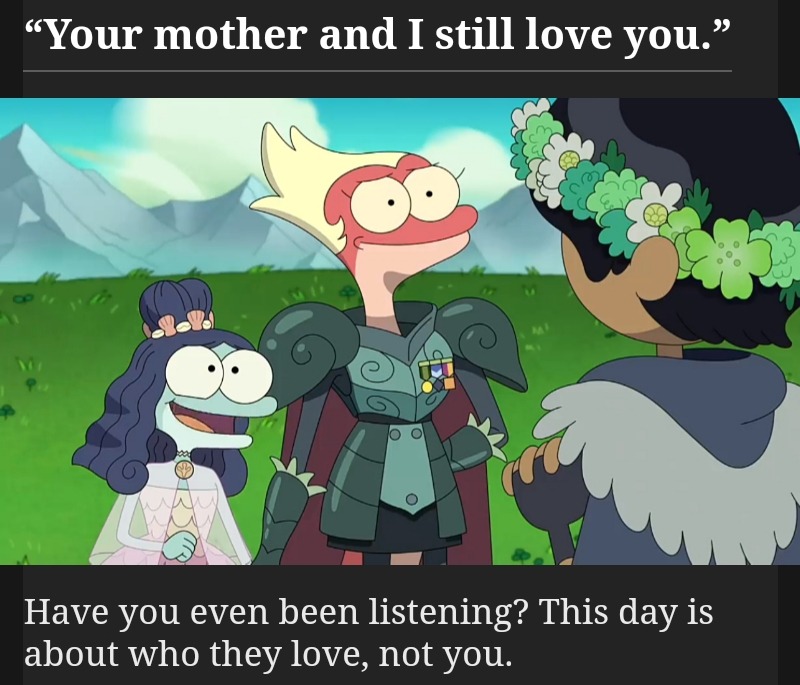 “Your mother and I still love you.”
Have you even been listening? This day is
about who they love, not you.